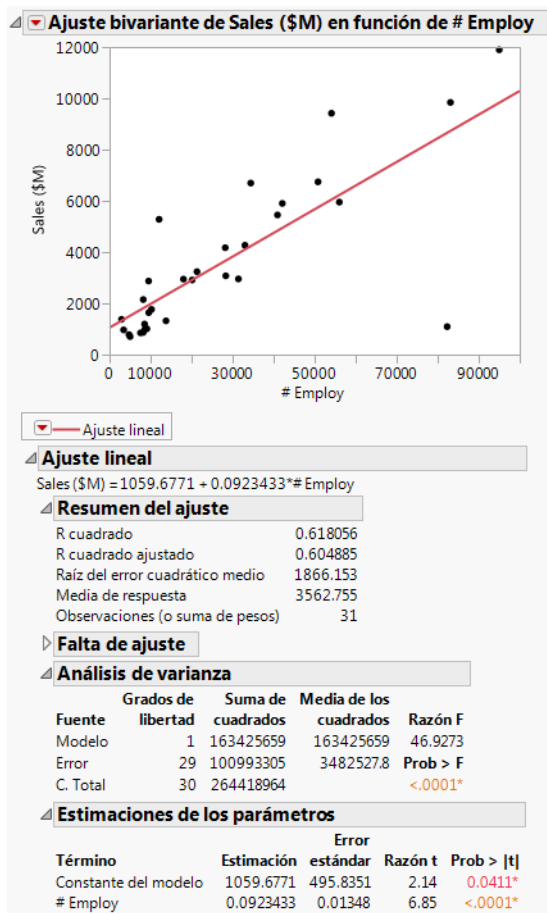 Ajuste bivariante de Sales ($M) en función de # Employ
12000
10000
8000
6000
4000
2000
0
Sales ($M)
0 10000 30000 50000 70000 90000
# Employ
Ajuste lineal
Ajuste lineal
Sales ($M) = 1059.6771 + 0.0923433*# Employ
Resumen del ajuste
R cuadrado 0.618056
R cuadrado ajustado 0.604885
Raíz del error cuadrático medio 1866.153
Media de respuesta 3562.755
Observaciones (o suma de pesos) 31
Falta de ajuste
Análisis de varianza
Grados de Suma de Media de los
Fuente libertad cuadrados cuadrados Razón F
Modelo 1 163425659 163425659 46.9273
Error 29 100993305 3482527.8 Prob > F
C. Total 30 264418964 <.0001*
Estimaciones de los parámetros
Error
Término Estimación estándar Razón t Prob > |t|
Constante del modelo 1059.6771 495.8351 2.14 0.0411*
# Employ 0.0923433 0.01348 6.85 <.0001*